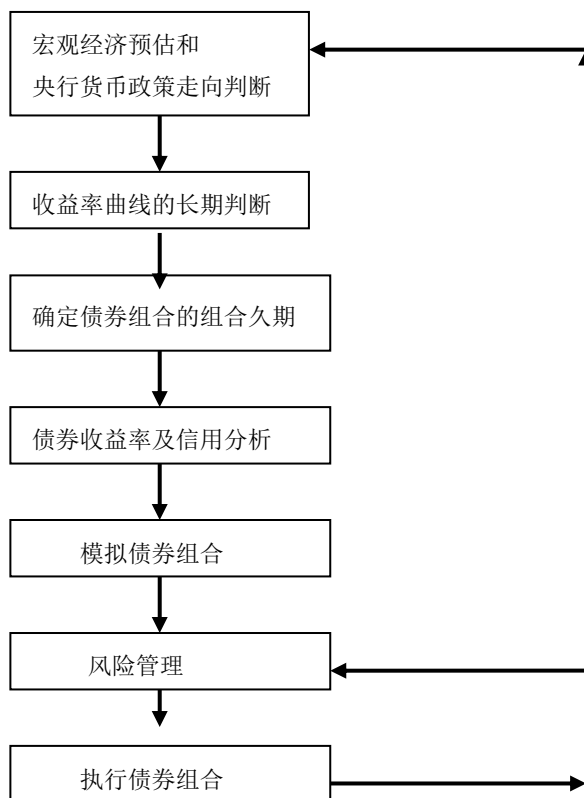 宏观经济预估和
央行货币政策走向判断
收益率曲线的长期判断
确定债券组合的组合久期
债券收益率及信用分析
模拟债券组合
风险管理
执行债券组合